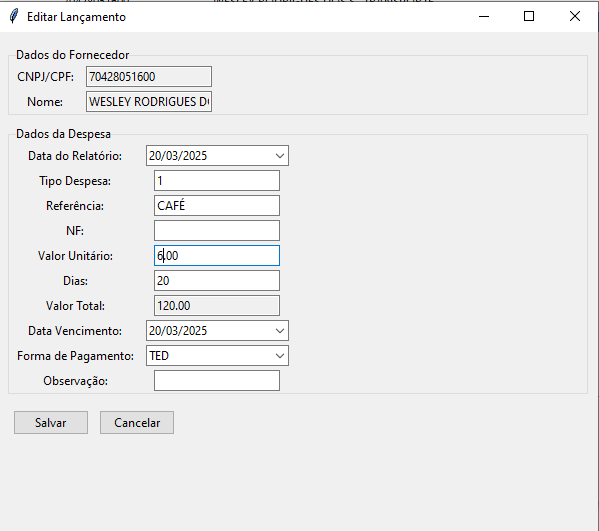 Editar Lançamento
Dados do Fornecedor
CNPJ/CPF: 70428051600
Nome: WESLEY RODRIGUES
Dados da Despesa
Data do Relatório: 20/03/2025
Tipo Despesa: 1
Referência: CAFÉ
NF:
Valor Unitário: 6.00
Dias: 20
Valor Total: 120.00
Data Vencimento: 20/03/2025
Forma de Pagamento: TED
Observação:
Salvar Cancelar